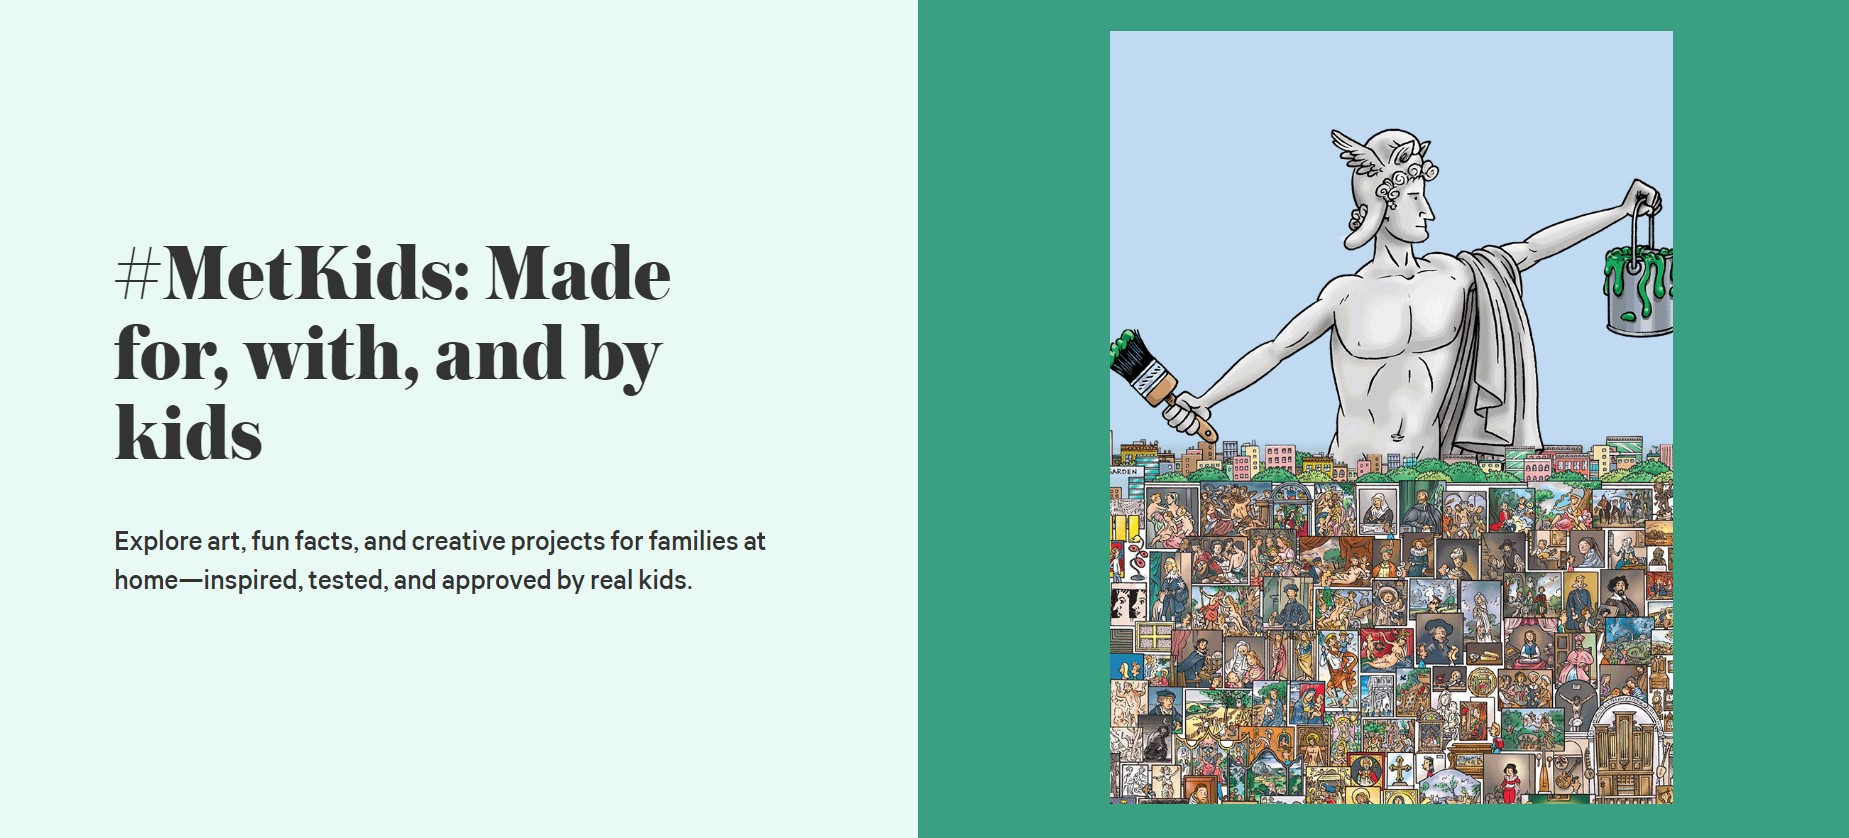 #MetKids: Made
for, with, and by
kids
Explore art, fun facts, and creative projects for families at
home—inspired, tested, and approved by real kids.
ARDEN